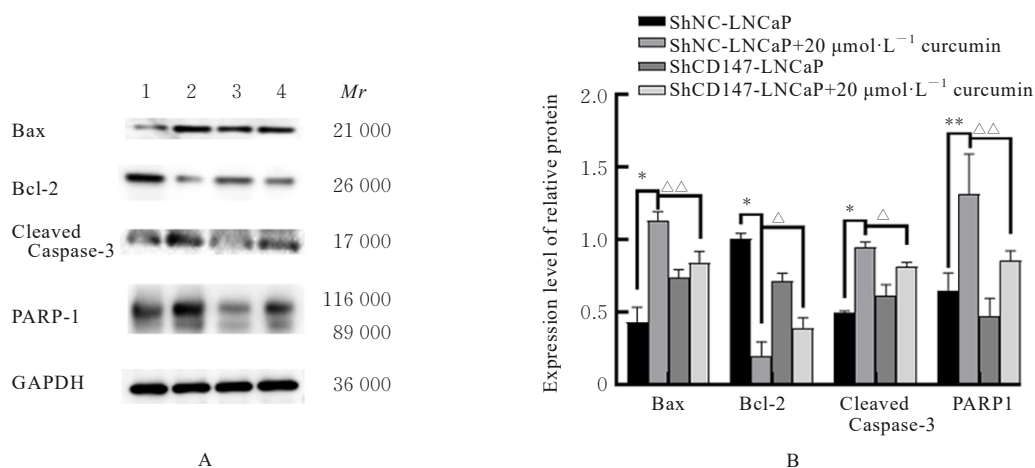 1 2 3 4 Mr
Bax 21 000
Bcl-2 26 000
Cleaved
Caspase-3 17 000
PARP-1 116 000
89 000
GAPDH 36 000
A
ShNC-LNCaP
ShNC-LNCaP+20 μmol·L⁻¹ curcumin
ShCD147-LNCaP
ShCD147-LNCaP+20 μmol·L⁻¹ curcumin
Expression level of relative protein
2.0
1.5
1.0
0.5
0
* △△
* △
* △
** △△
Bax Bcl-2 Cleaved PARP1
Caspase-3
B